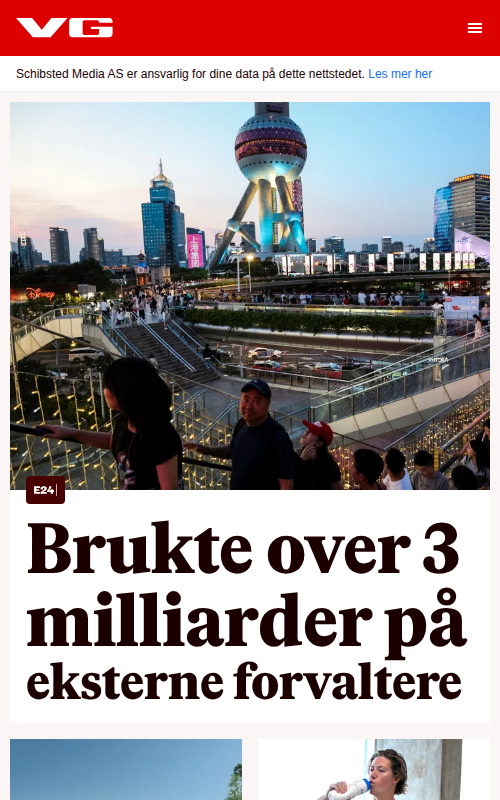 VG
Schibsted Media AS er ansvarlig for dine data på dette nettstedet. Les mer her
Disney
E24
Brukte over 3
milliarder på
eksterne forvaltere